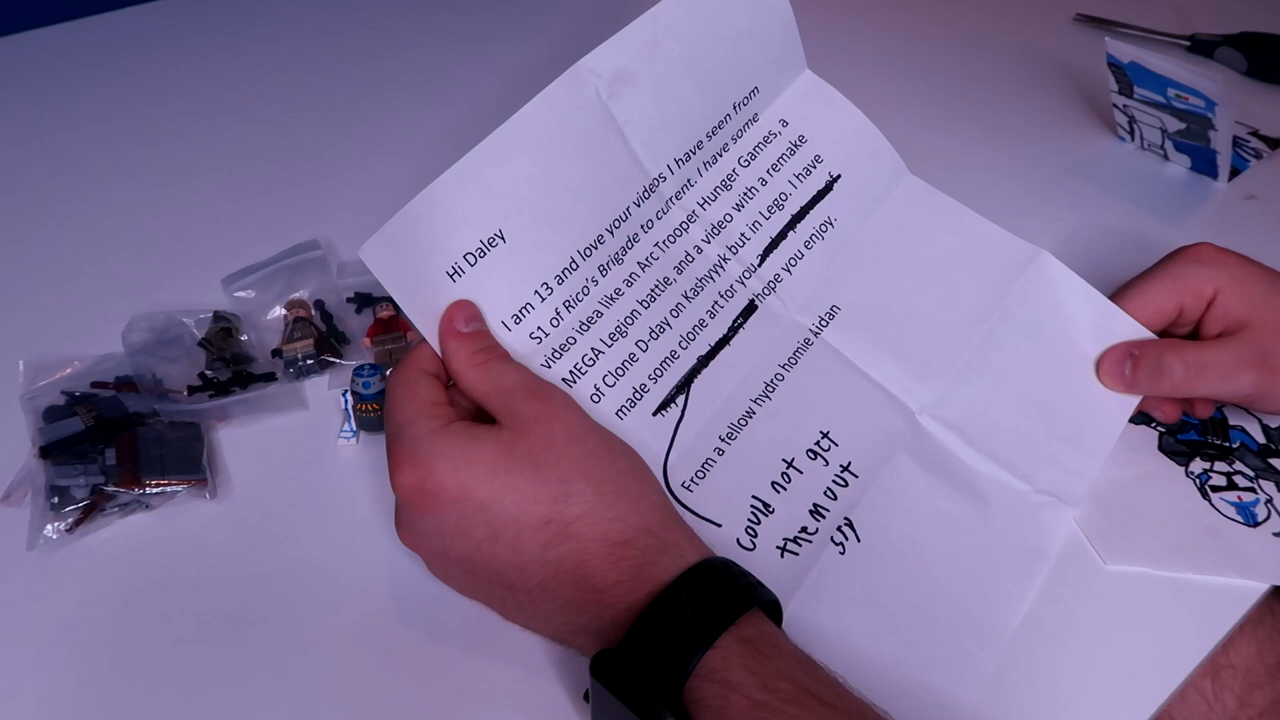 Hi Daley
I am 13 and love your videos I have seen from
S1 of Rico's Brigade to current. I have some
video idea like an Arc Trooper Hunger Games, a
MEGA Legion battle, and a video with a remake
of Clone D-day on Kashyyyk but in Lego. I have
made some clone art for you
hope you enjoy.
From a fellow hydro homie Aidan
Could not get
them out
sry